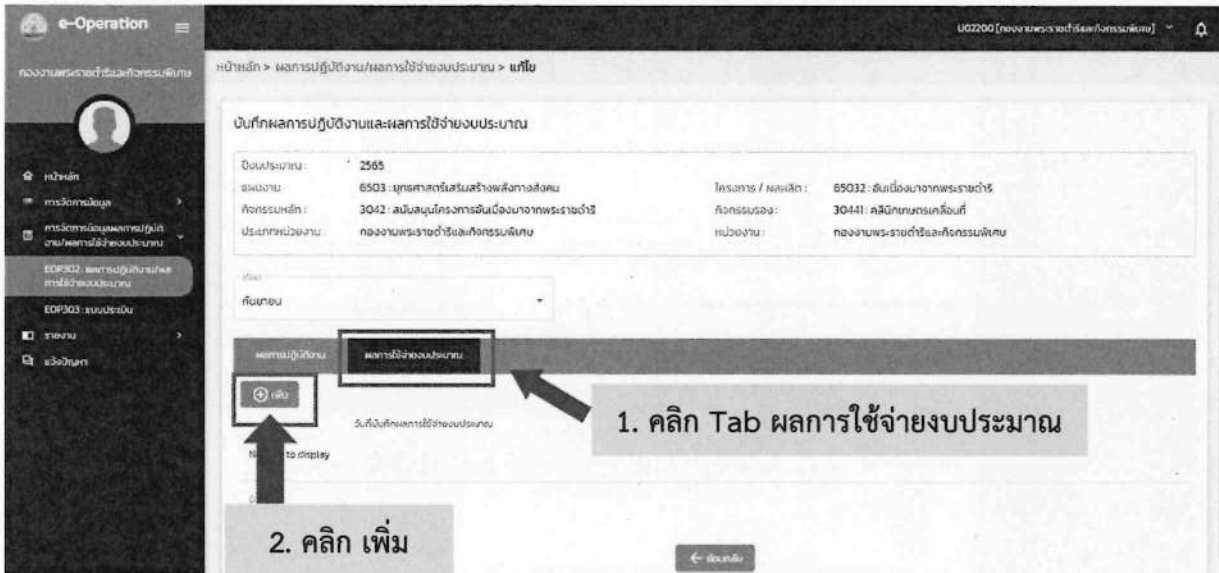 e-Operation
U02200 [กองงานพระราชดำริและกิจกรรมพิเศษ]
กองงานพระราชดำริและกิจกรรมพิเศษ
หน้าหลัก > ผลการปฏิบัติงาน/ผลการใช้จ่ายงบประมาณ > แก้ไข
บันทึกผลการปฏิบัติงานและผลการใช้จ่ายงบประมาณ
ปีงบประมาณ : 2565
แผนงาน : 6503 : ยุทธศาสตร์เสริมสร้างพลังทางสังคม โครงการ / ผลผลิต : 65032 : อันเนื่องมาจากพระราชดำริ
กิจกรรมหลัก : 3042 : สนับสนุนโครงการอันเนื่องมาจากพระราชดำริ กิจกรรมรอง : 30441 : คลินิกเกษตรเคลื่อนที่
ประเภทหน่วยงาน : กองงานพระราชดำริและกิจกรรมพิเศษ หน่วยงาน : กองงานพระราชดำริและกิจกรรมพิเศษ
หน้าหลัก
การจัดการข้อมูล
การจัดการข้อมูลผลการปฏิบัติ
งาน/ผลการใช้จ่ายงบประมาณ
EOP302: ผลการปฏิบัติงาน/ผล
การใช้จ่ายงบประมาณ
EOP303 : แบบประเมิน
รายงาน
แจ้งปัญหา
เดือน
กันยายน
ผลการปฏิบัติงาน ผลการใช้จ่ายงบประมาณ
เพิ่ม
วันที่บันทึกผลการใช้จ่ายงบประมาณ
1. คลิก Tab ผลการใช้จ่ายงบประมาณ
to display
2. คลิก เพิ่ม
ย้อนกลับ